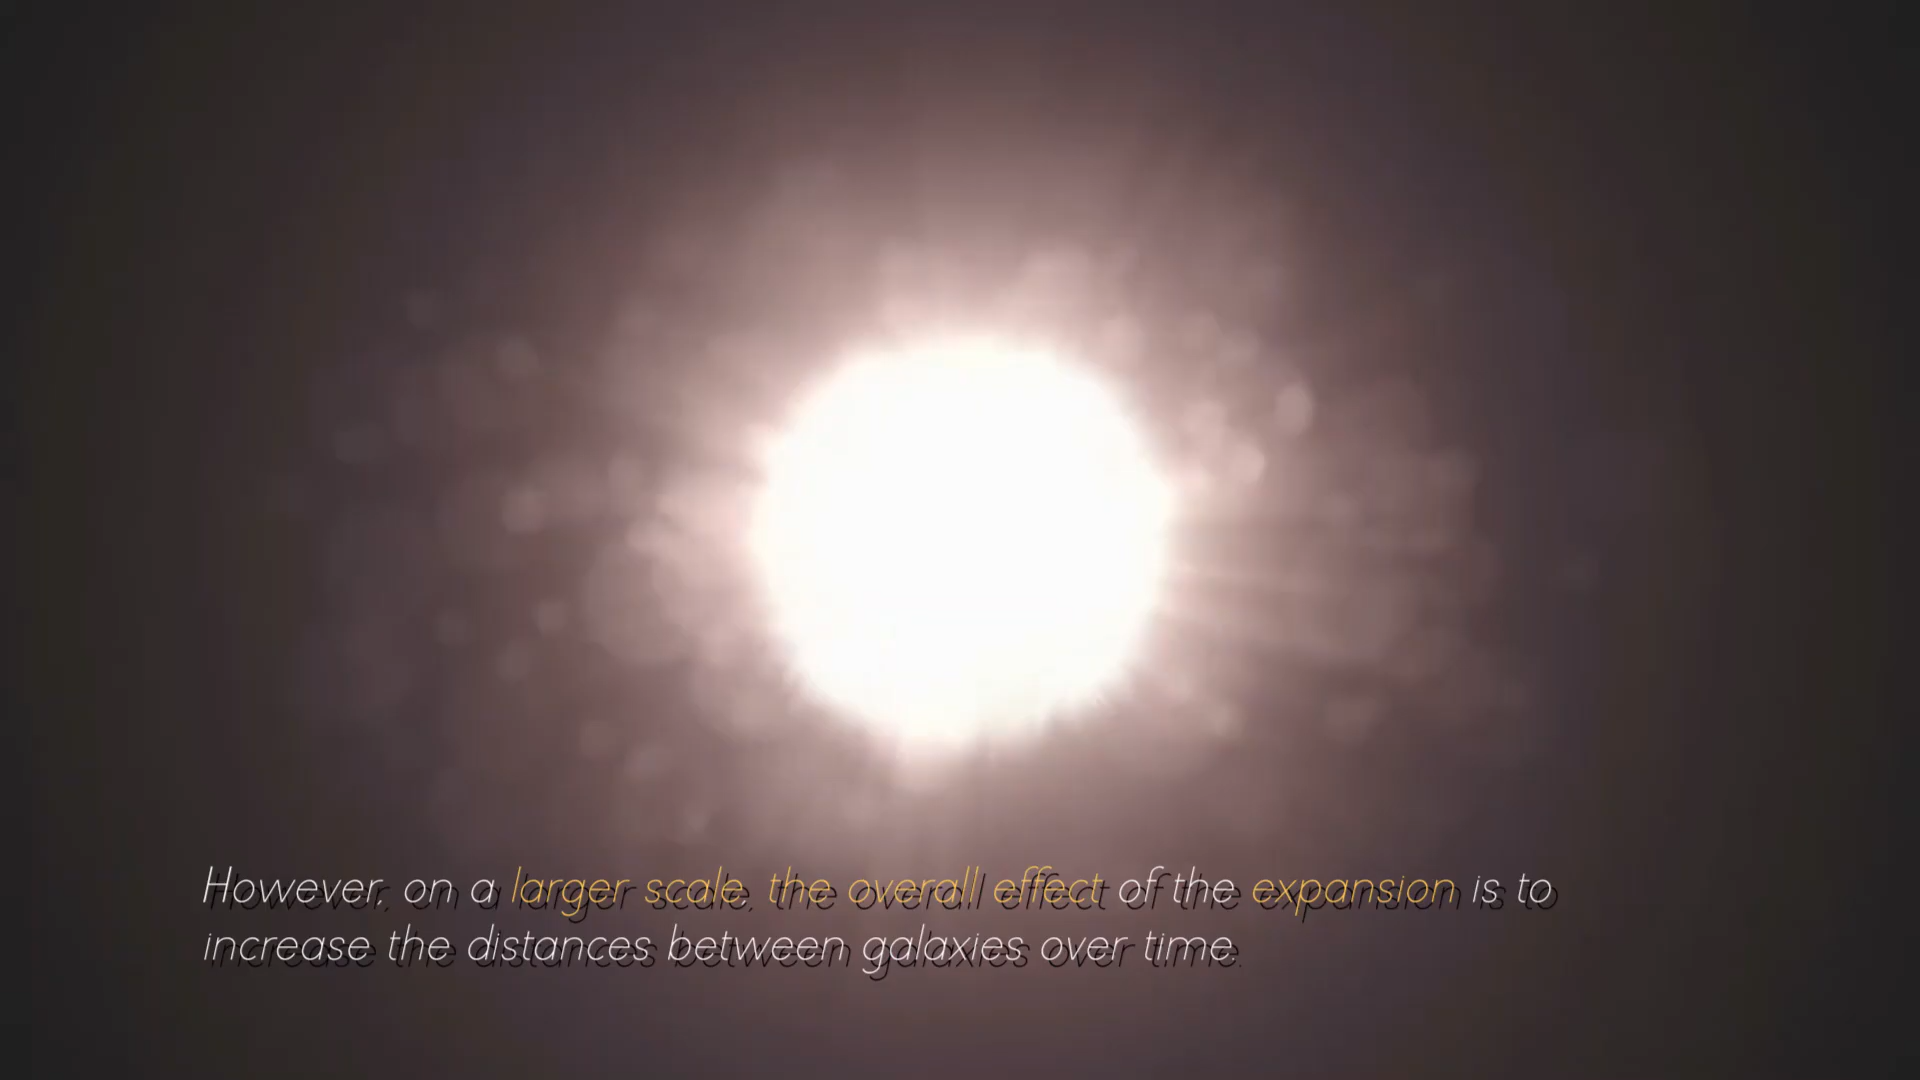 However, on a larger scale, the overall effect of the expansion is to
increase the distances between galaxies over time.